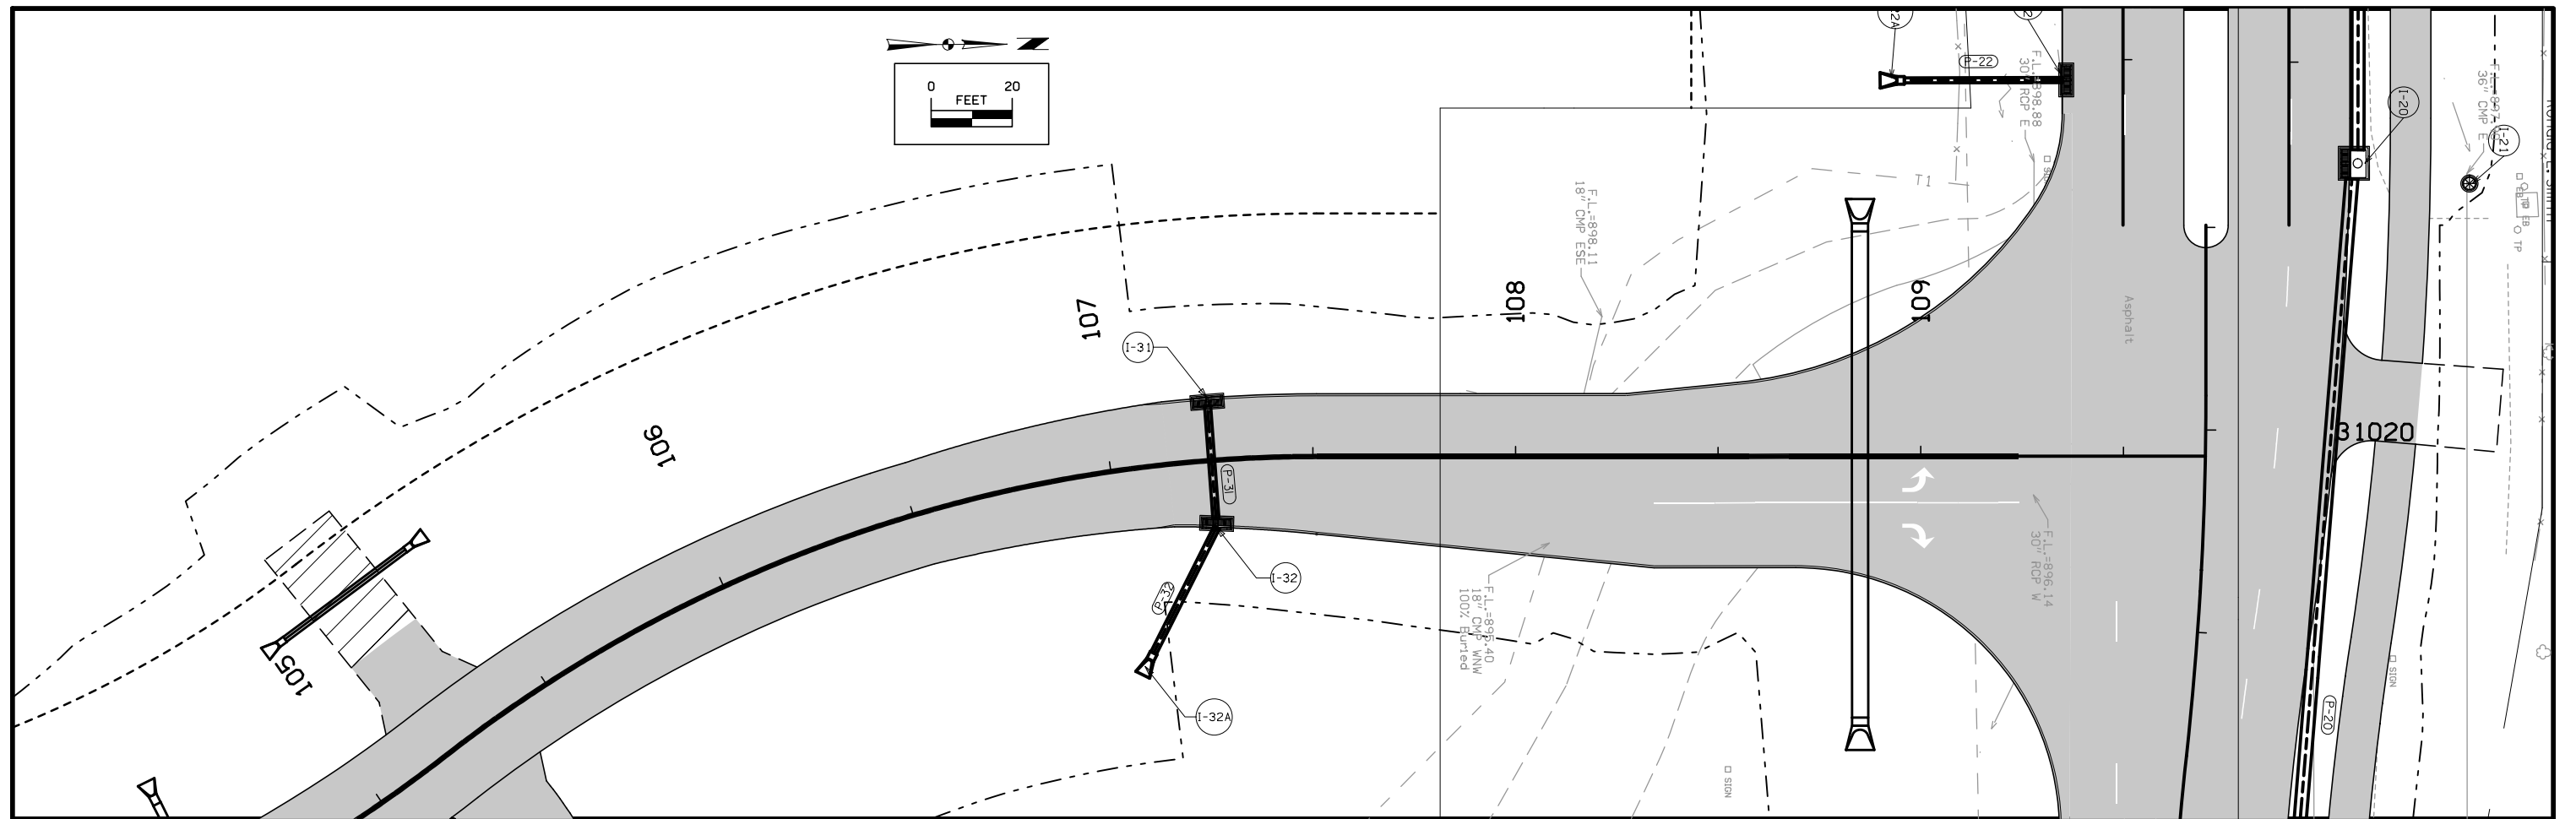 N
0 20
FEET
P-22
F.L.=898.88
30" RCP E
I-20
36" CMP E
I-21
T1
F.L.=898.11
18" CMP ESE
EB
TP
TP
107
108
109
Asphalt
I-31
106
31020
P-31
F.L.=896.14
30" RCP W
I-32
P-32
F.L.=895.40
18" CMP WNW
100% Buried
105
SIGN
P-20
I-32A
SIGN